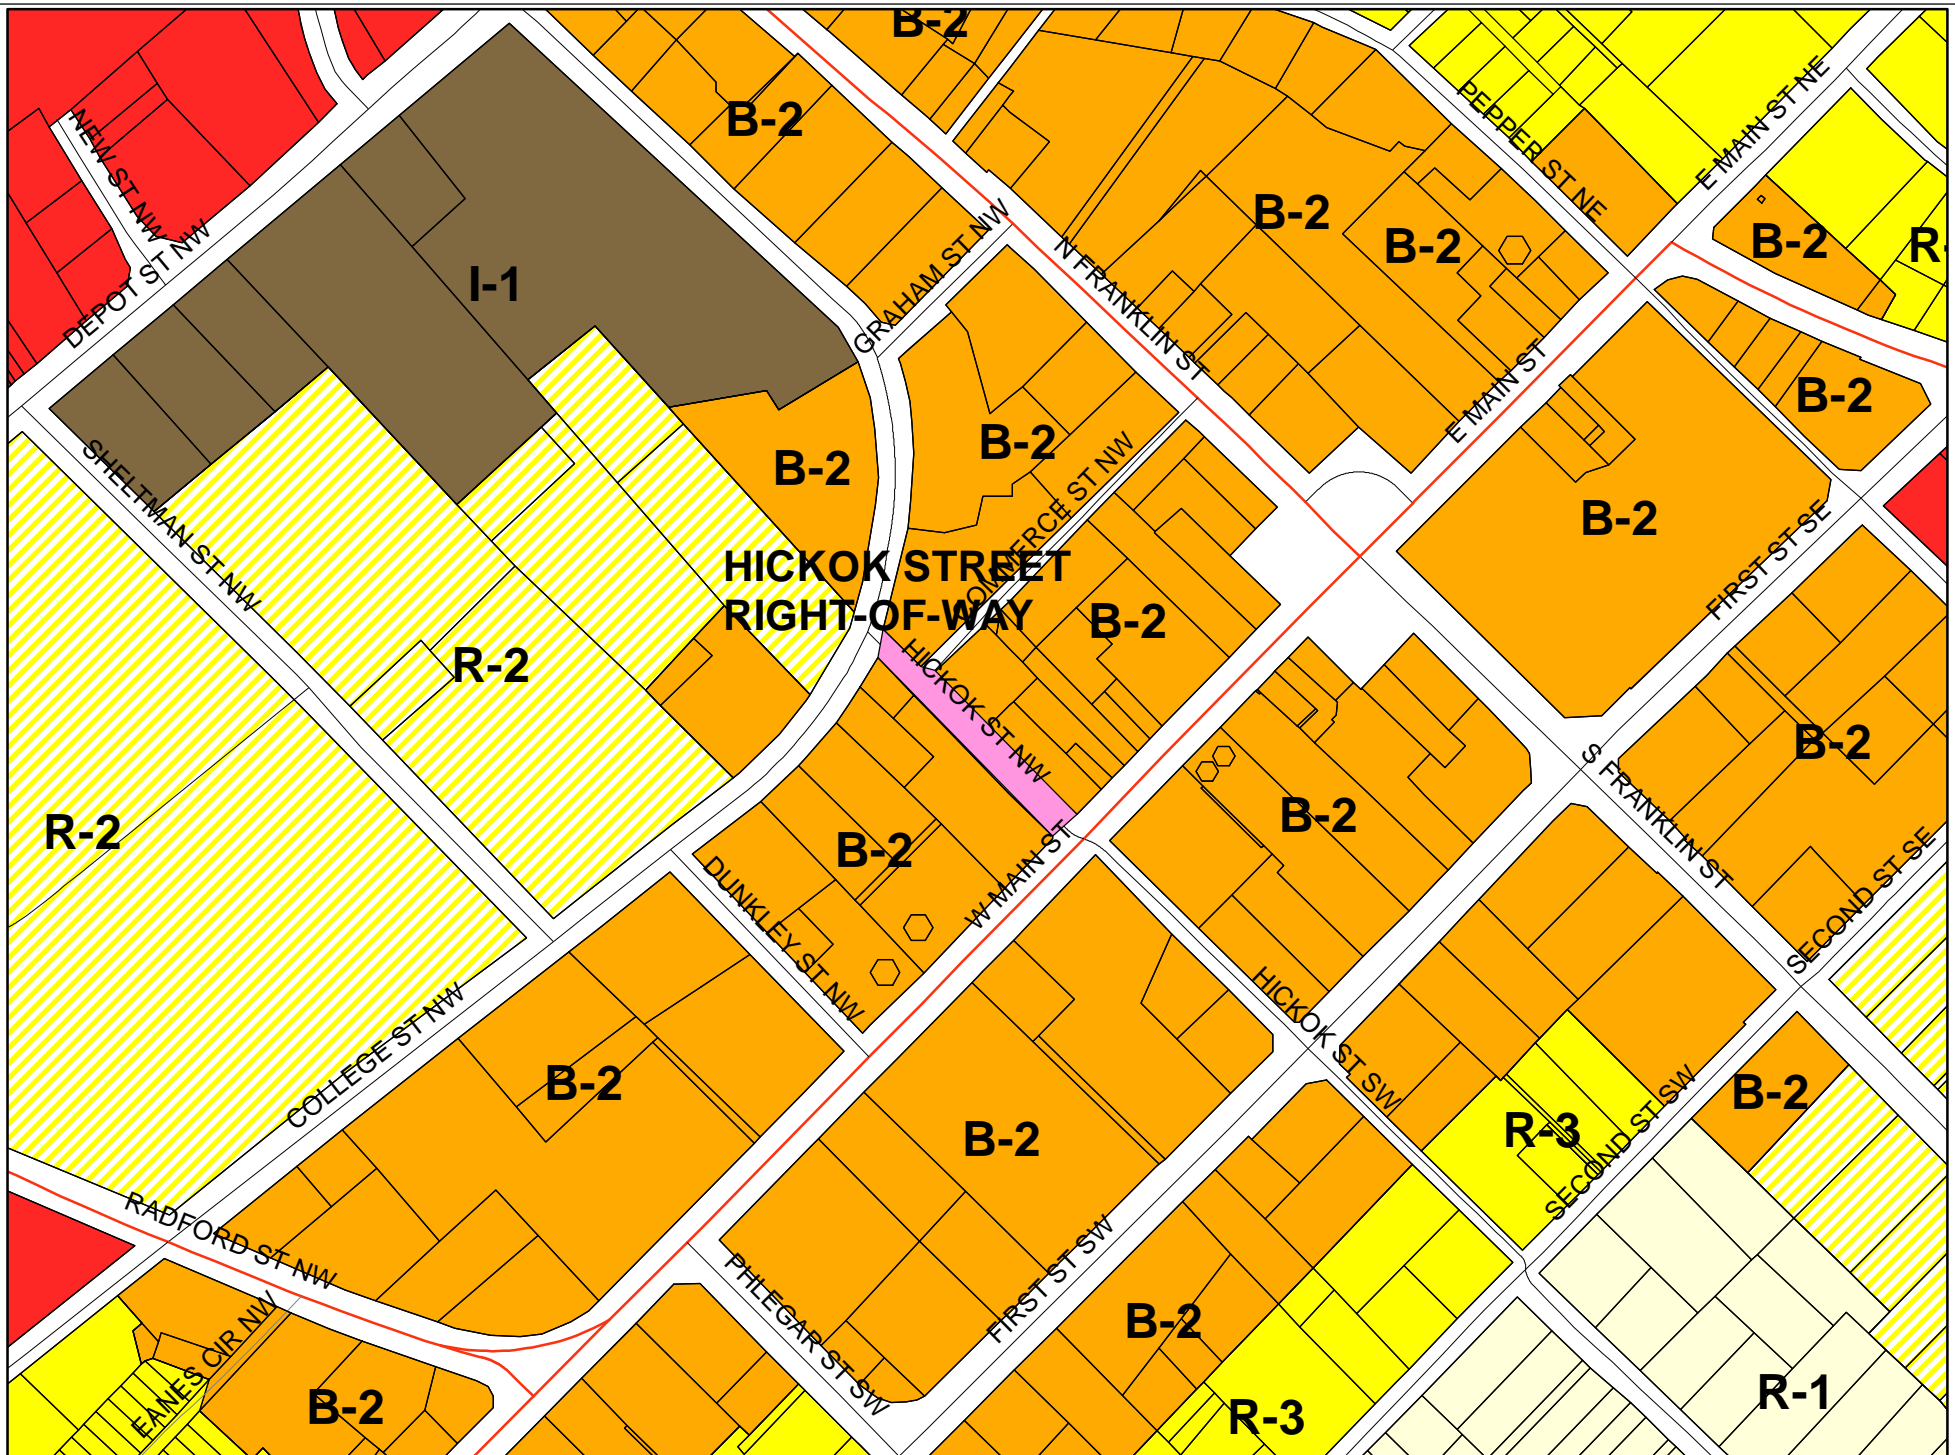 B-2
B-2
PEPPER ST NE
E MAIN ST NE
NEW ST NW
DEPOT ST NW
I-1
GRAHAM ST NW
N FRANKLIN ST
B-2
B-2
B-2
E MAIN ST
B-2
B-2
B-2
COMMERCE ST NW
SHELTMAN ST NW
B-2
FIRST ST SE
HICKOK STREET
RIGHT-OF-WAY
B-2
R-2
HICKOK ST NW
B-2
S FRANKLIN ST
R-2
B-2
B-2
W MAIN ST
DUNKLEY ST NW
SECOND ST SE
HICKOK ST SW
COLLEGE ST NW
B-2
B-2
R-3
B-2
SECOND ST SW
RADFORD ST NW
PHLEGAR ST SW
FIRST ST SW
B-2
EANES CIR NW
B-2
R-3
R-1